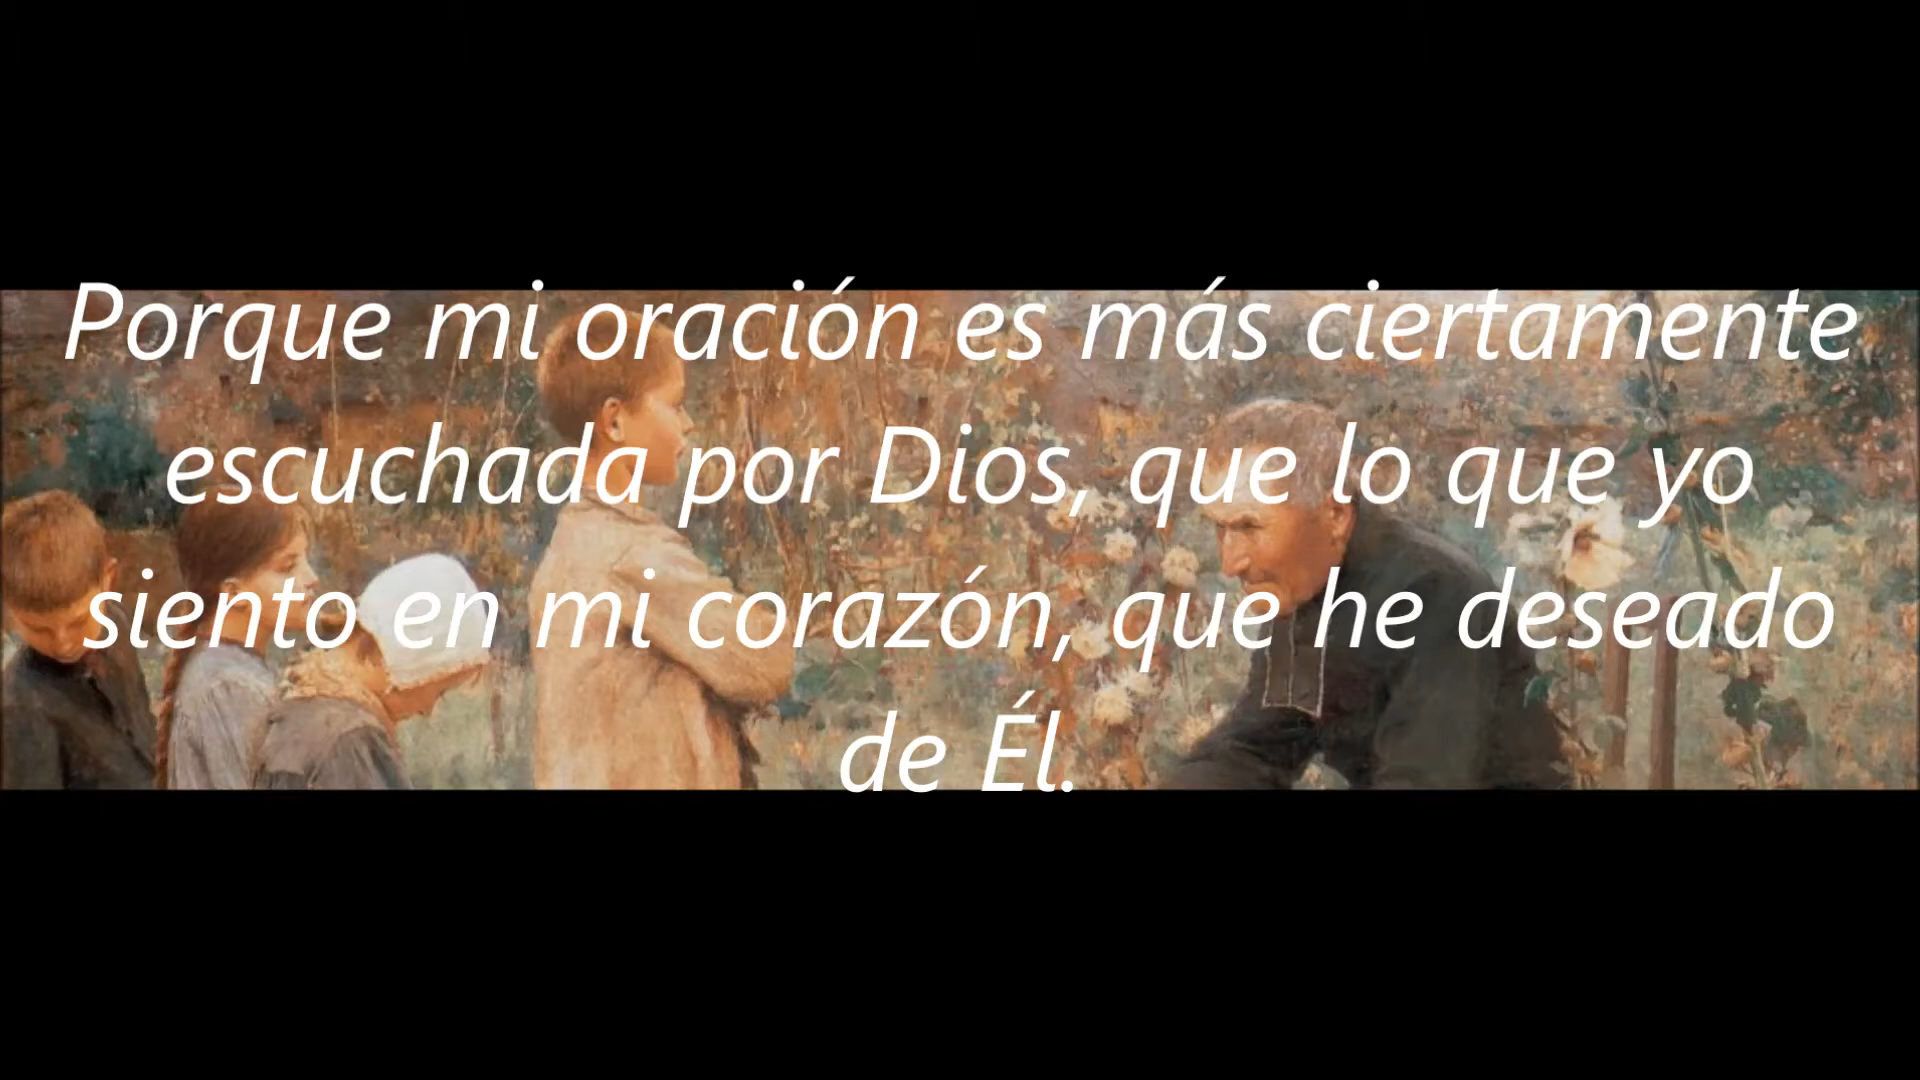 Porque mi oración es más ciertamente
escuchada por Dios, que lo que yo
siento en mi corazón, que he deseado
de Él.